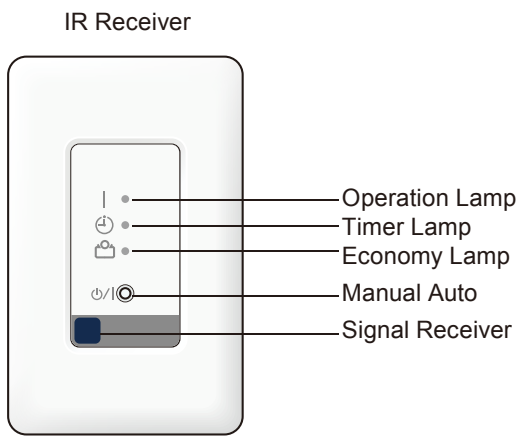 IR Receiver
Operation Lamp
Timer Lamp
Economy Lamp
Manual Auto
Signal Receiver